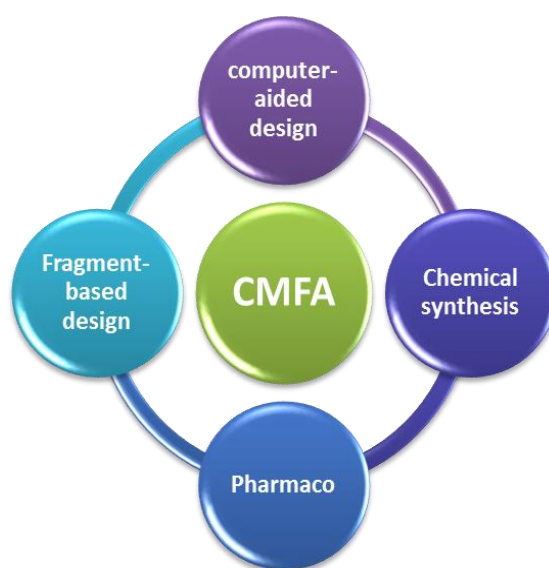 computer-
aided
design
Fragment-
based
design
CMFA
Chemical
synthesis
Pharmaco